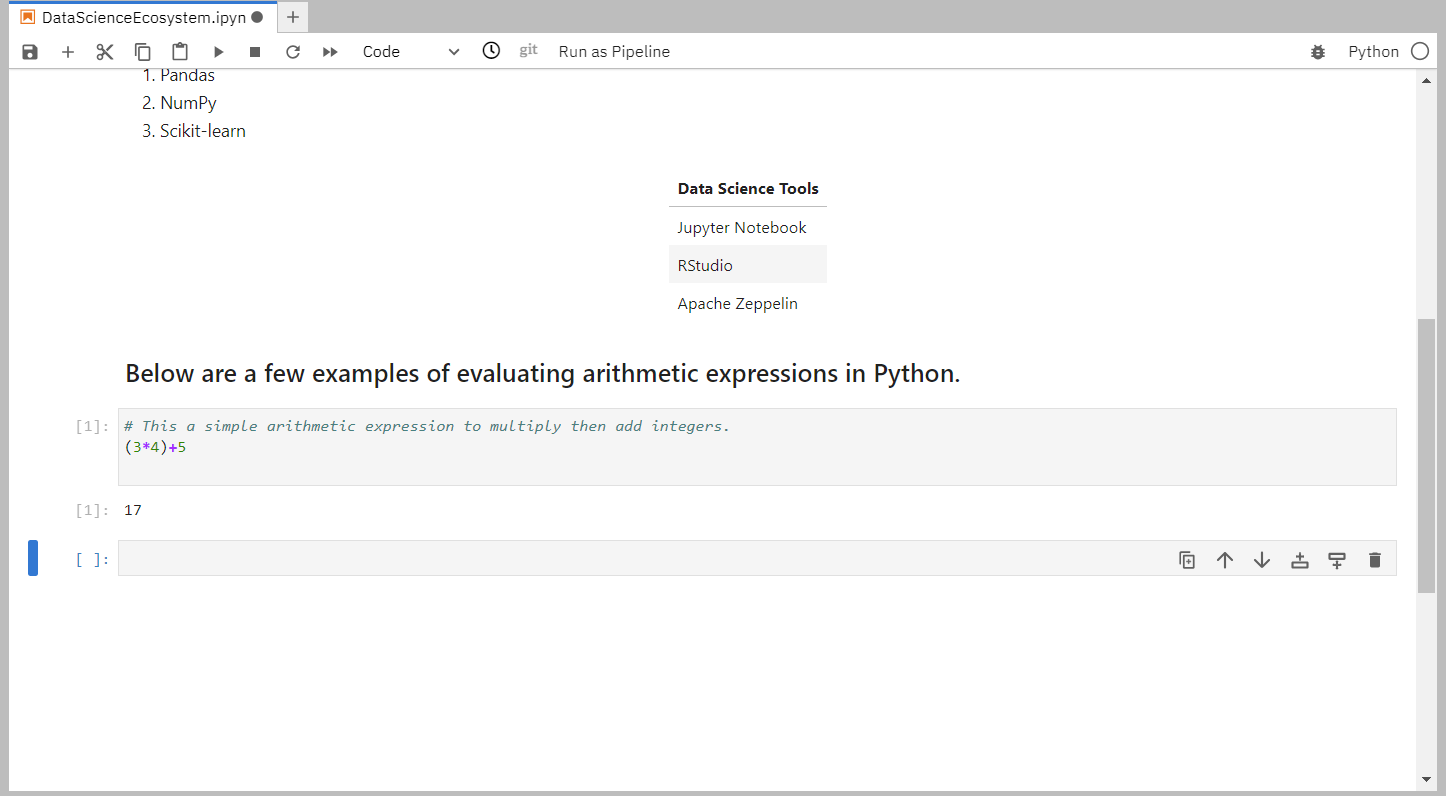 DataScienceEcosystem.ipyn
Code git Run as Pipeline Python
1. Pandas
2. NumPy
3. Scikit-learn
Data Science Tools
Jupyter Notebook
RStudio
Apache Zeppelin
Below are a few examples of evaluating arithmetic expressions in Python.
[1]: # This a simple arithmetic expression to multiply then add integers.
(3*4)+5
[1]: 17
[ ]: